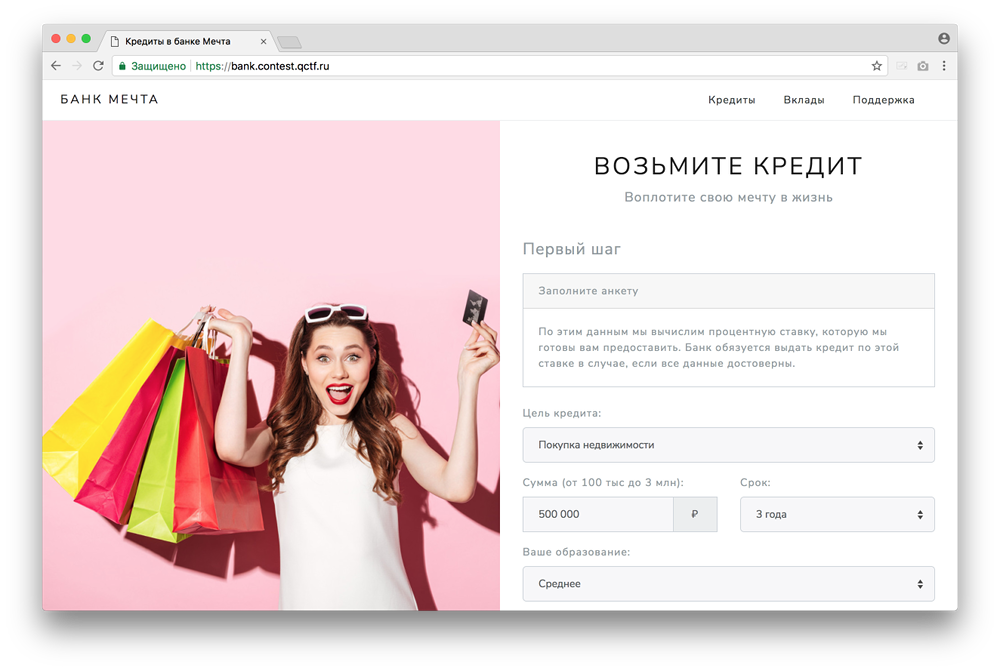 Кредиты в банке Мечта
Защищено https://bank.contest.qctf.ru
БАНК МЕЧТА
Кредиты Вклады Поддержка
ВОЗЬМИТЕ КРЕДИТ
Воплотите свою мечту в жизнь
Первый шаг
Заполните анкету
По этим данным мы вычислим процентную ставку, которую мы
готовы вам предоставить. Банк обязуется выдать кредит по этой
ставке в случае, если все данные достоверны.
Цель кредита:
Покупка недвижимости
Сумма (от 100 тыс до 3 млн): Срок:
500 000 ₽ 3 года
Ваше образование:
Среднее